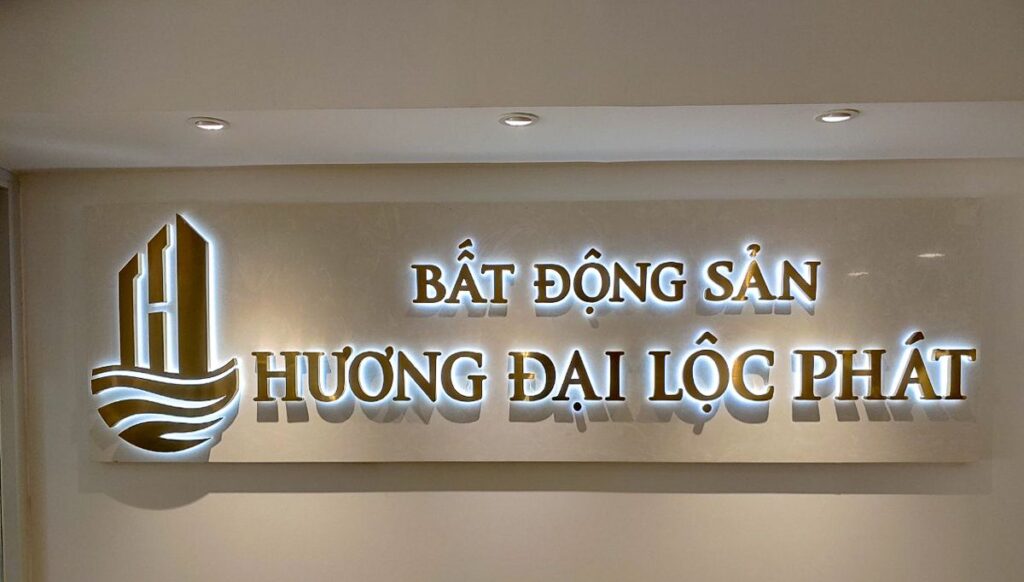 BẤT ĐỘNG SẢN
HƯƠNG ĐẠI LỘC PHÁT